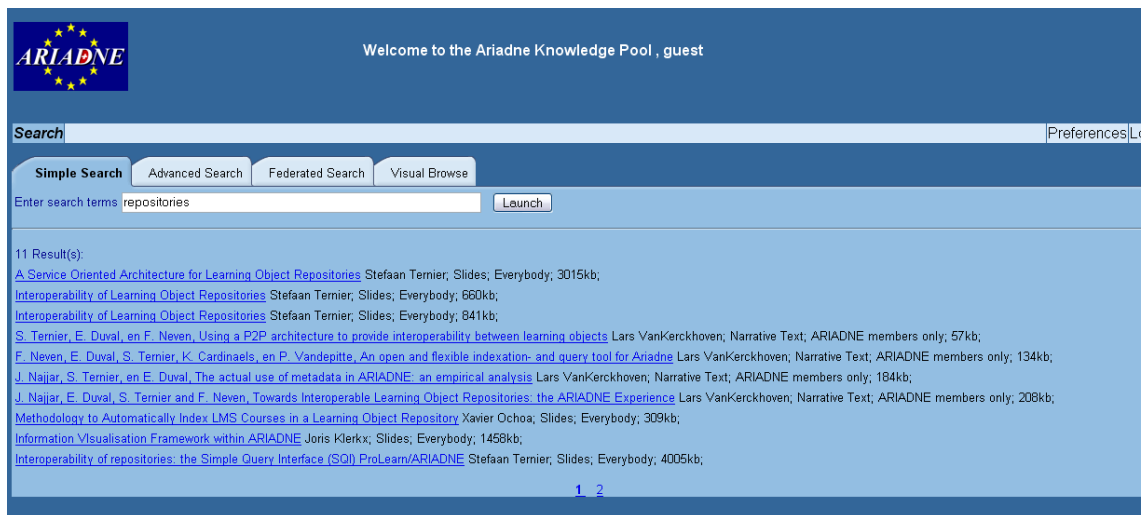 ARIADNE
Welcome to the Ariadne Knowledge Pool , guest
Search Preferences
Simple Search Advanced Search Federated Search Visual Browse
Enter search terms repositories Launch
11 Result(s):
A Service Oriented Architecture for Learning Object Repositories Stefaan Ternier; Slides; Everybody; 3015kb;
Interoperability of Learning Object Repositories Stefaan Ternier; Slides; Everybody; 660kb;
Interoperability of Learning Object Repositories Stefaan Ternier; Slides; Everybody; 841kb;
S. Ternier, E. Duval, en F. Neven, Using a P2P architecture to provide interoperability between learning objects Lars VanKerckhoven; Narrative Text; ARIADNE members only; 57kb;
F. Neven, E. Duval, S. Ternier, K. Cardinaels, en P. Vandepitte, An open and flexible indexation- and query tool for Ariadne Lars VanKerckhoven; Narrative Text; ARIADNE members only; 134kb;
J. Najjar, S. Ternier, en E. Duval, The actual use of metadata in ARIADNE: an empirical analysis Lars VanKerckhoven; Narrative Text; ARIADNE members only; 184kb;
J. Najjar, E. Duval, S. Ternier and F. Neven, Towards Interoperable Learning Object Repositories: the ARIADNE Experience Lars VanKerckhoven; Narrative Text; ARIADNE members only; 208kb;
Methodology to Automatically Index LMS Courses in a Learning Object Repository Xavier Ochoa; Slides; Everybody; 309kb;
Information VIsualisation Framework within ARIADNE Joris Klerkx; Slides; Everybody; 1458kb;
Interoperability of repositories: the Simple Query Interface (SQI) ProLearn/ARIADNE Stefaan Ternier; Slides; Everybody; 4005kb;
1 2